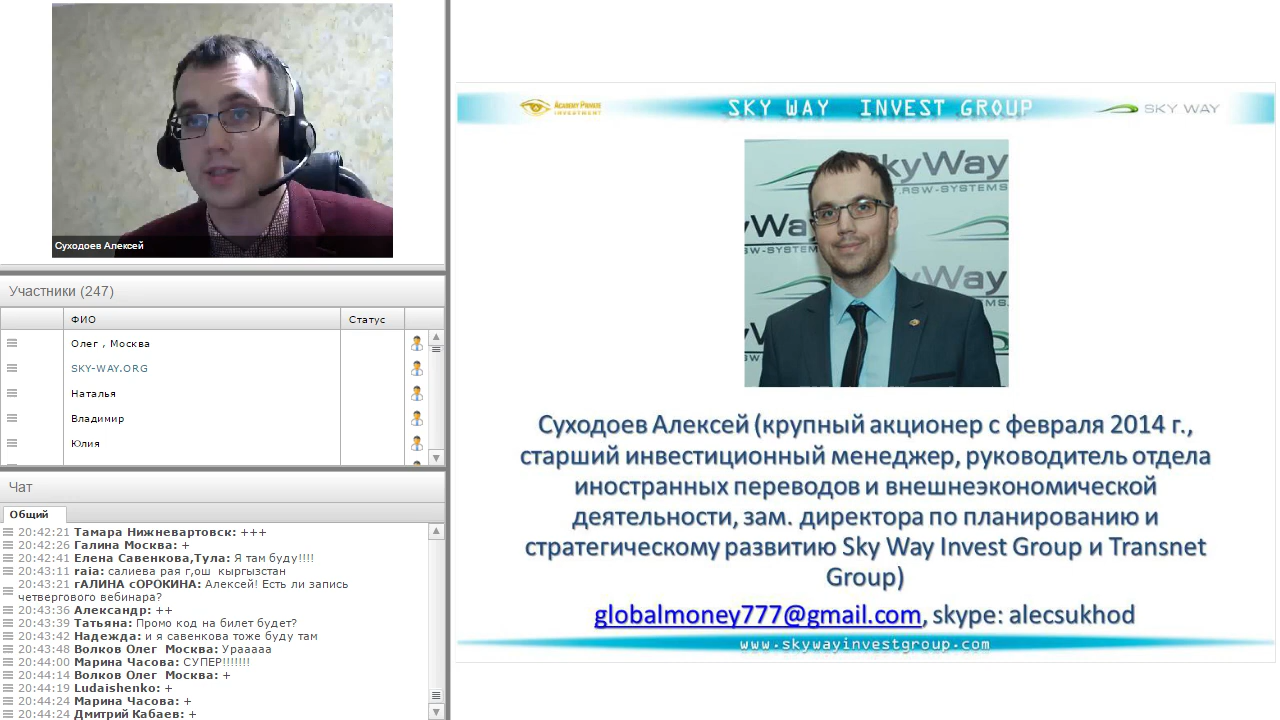 Суходоев Алексей
Участники (247)
ФИО
Статус
Олег , Москва
SKY-WAY.ORG
Наталья
Владимир
Юлия
Чат
Общий
20:42:21 Тамара Нижневартовск: +++
20:42:26 Галина Москва: +
20:42:41 Елена Савенкова,Тула: Я там буду!!!!
20:43:11 raia: салиева рая г,ош кыргызстан
20:43:21 гАЛИНА сОРОКИНА: Алексей! Есть ли запись
четвергового вебинара?
20:43:36 Александр: ++
20:43:39 Татьяна: Промо код на билет будет?
20:43:42 Надежда: и я савенкова тоже буду там
20:43:48 Волков Олег Москва: Урааааа
20:44:00 Марина Часова: СУПЕР!!!!!!!
20:44:14 Волков Олег Москва: +
20:44:19 Ludaishenko: +
20:44:24 Марина Часова: +
20:44:24 Дмитрий Кабаев: +
ACADEMY PRIVATE
INVESTMENT
SKY WAY INVEST GROUP
SKY WAY
SkyWay
.RSW-SYSTEMS
Суходоев Алексей (крупный акционер с февраля 2014 г.,
старший инвестиционный менеджер, руководитель отдела
иностранных переводов и внешнеэкономической
деятельности, зам. директора по планированию и
стратегическому развитию Sky Way Invest Group и Transnet
Group)
globalmoney777@gmail.com, skype: alecsukhod
www.skywayinvestgroup.com